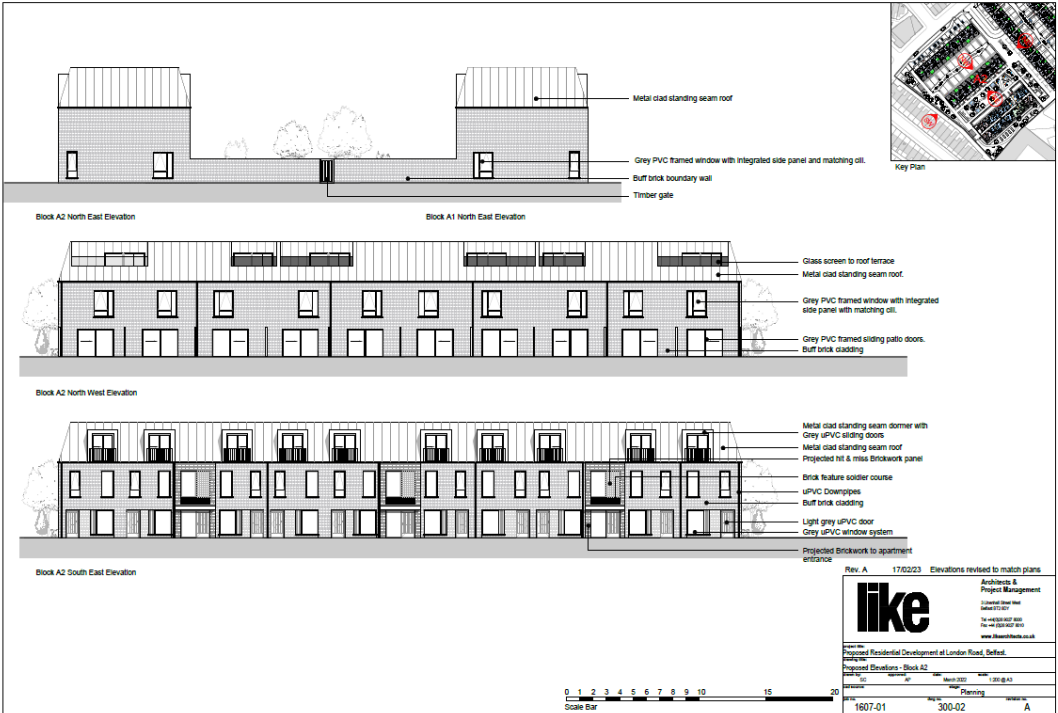 Metal clad standing seam roof
Grey PVC framed window with integrated side panel and matching cill.
Buff brick boundary wall
Timber gate
Key Plan
Block A2 North East Elevation
Block A1 North East Elevation
Glass screen to roof terrace
Metal clad standing seam roof.
Grey PVC framed window with integrated
side panel with matching cill.
Grey PVC framed sliding patio doors.
Buff brick cladding
Block A2 North West Elevation
Metal clad standing seam dormer with
Grey uPVC sliding doors
Metal clad standing seam roof
Projected hit & miss Brickwork panel
Brick feature soldier course
uPVC Downpipes
Buff brick cladding
Light grey uPVC door
Grey uPVC window system
Projected Brickwork to apartment
entrance
Block A2 South East Elevation
Rev. A 17/02/23 Elevations revised to match plans
like
Architects &
Project Management
www.likearchitects.co.uk
Proposed Residential Development at London Road, Belfast.
Proposed Elevations - Block A2
SC AP March 2022 1:200 @ A3
Planning
1607-01 300-02 A
0 1 2 3 4 5 6 7 8 9 10 15 20
Scale Bar